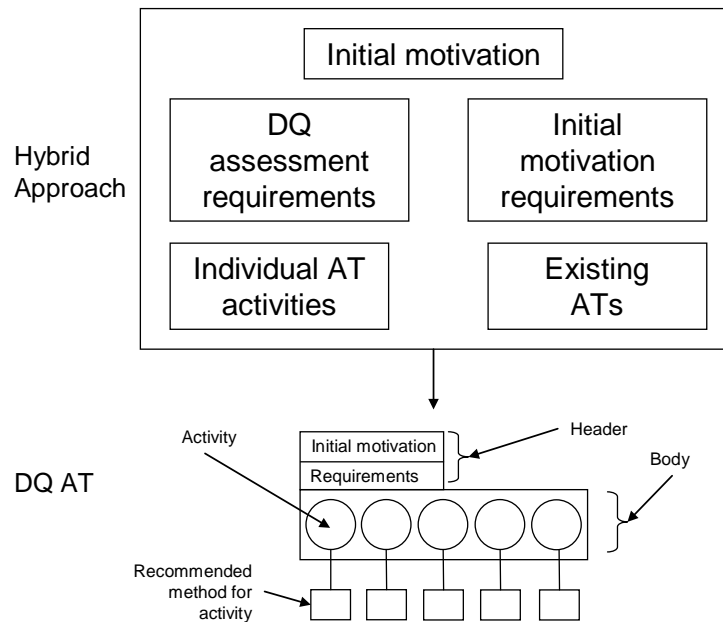 Initial motivation
DQ
assessment
requirements
Initial
motivation
requirements
Hybrid
Approach
Individual AT
activities
Existing
ATs
Activity
Initial motivation
Requirements
Header
Body
DQ AT
Recommended
method for
activity